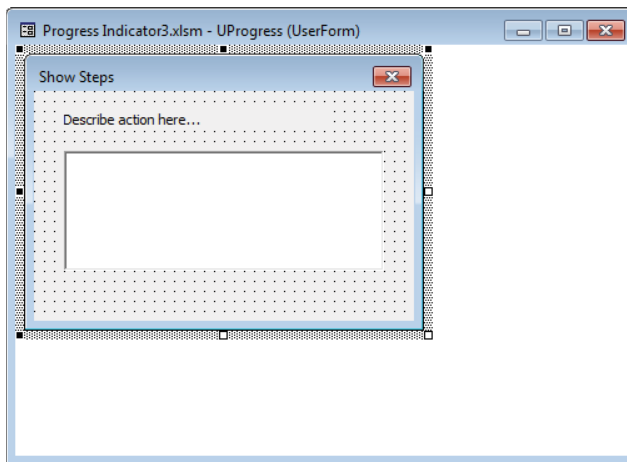 Progress Indicator3.xlsm - UProgress (UserForm)
Show Steps
Describe action here...